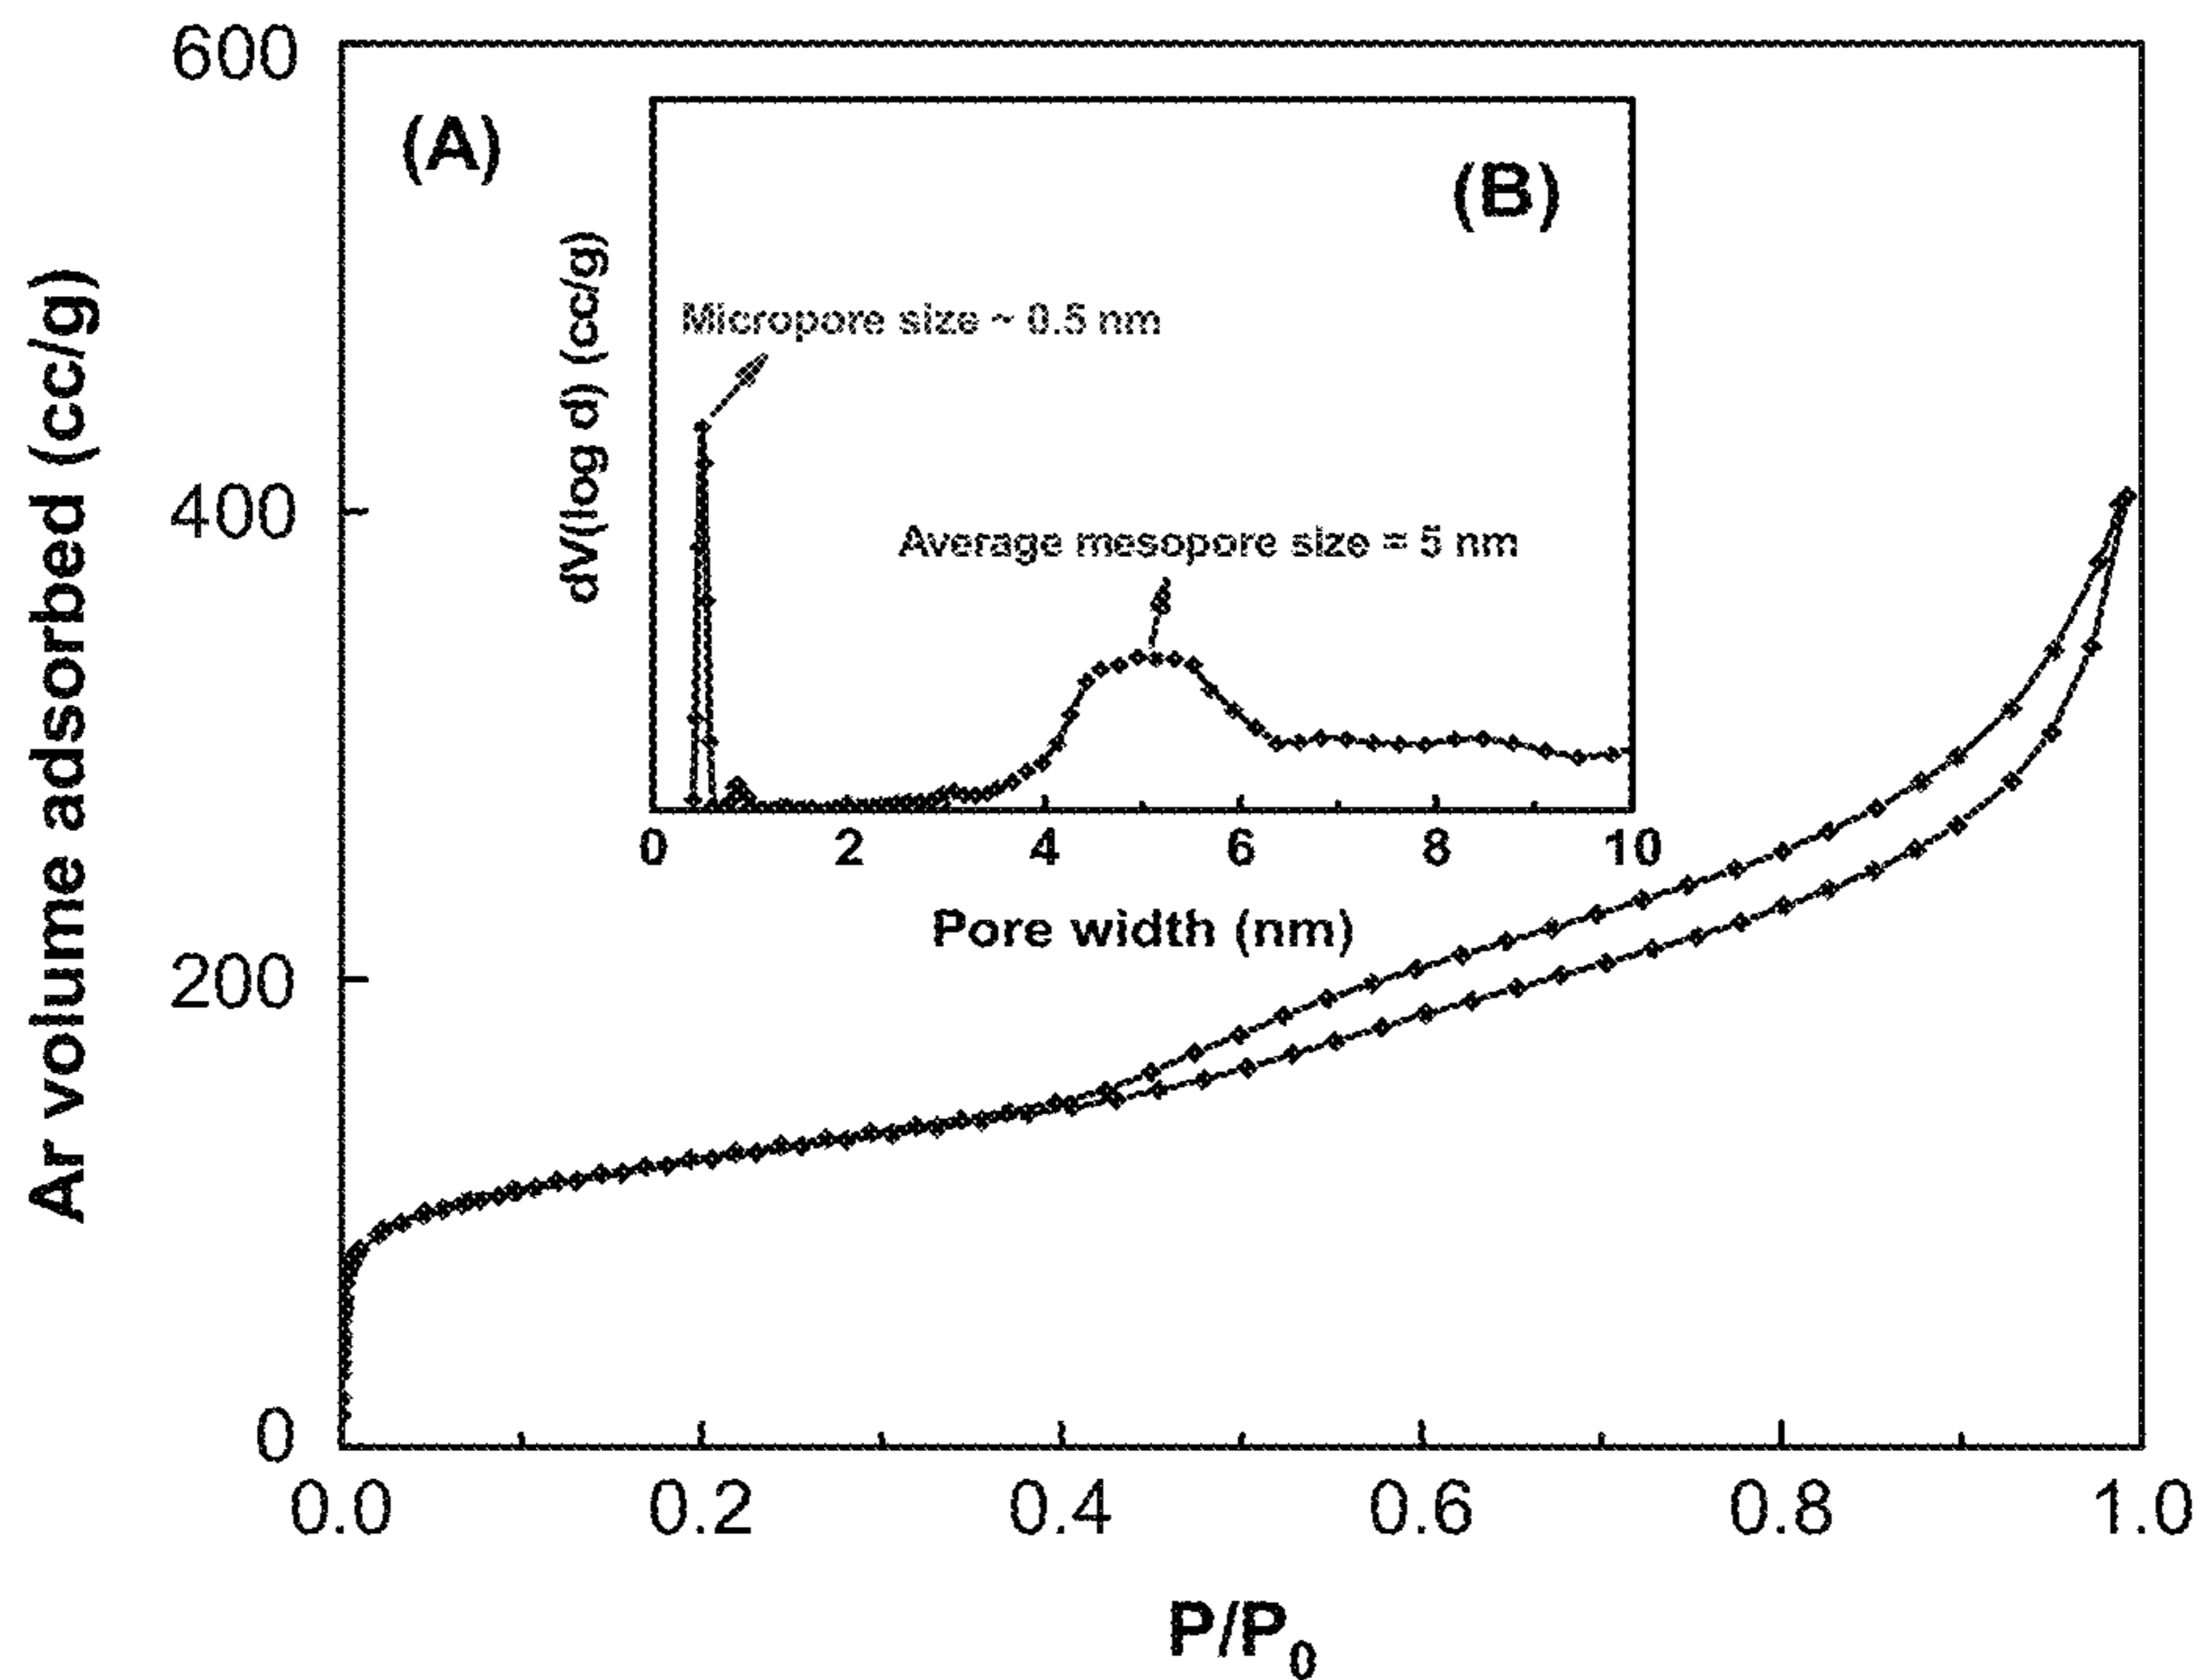 600
400
200
0
Ar volume adsorbed (cc/g)
(A)
(B)
dV(log d) (cc/g)
Micropore size ~ 0.5 nm
Average mesopore size = 5 nm
0 2 4 6 8 10
Pore width (nm)
0.0 0.2 0.4 0.6 0.8 1.0
P/P₀